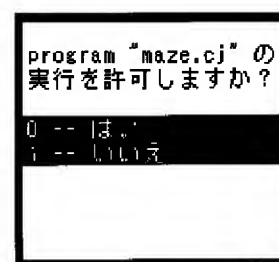 program "maze.cj" の
実行を許可しますか？
0 -- はい
1 -- いいえ